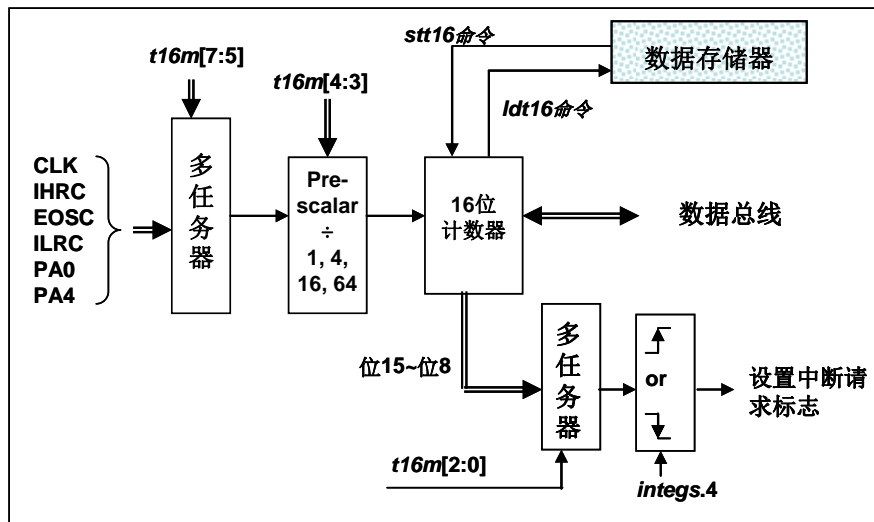 stt16命令
数据存储器
t16m[7:5]
t16m[4:3]
ldt16命令
CLK
IHRC
EOSC
ILRC
PA0
PA4
多
任
务
器
Pre-
scalar
÷
1, 4,
16, 64
16位
计数器
数据总线
位15~位8
多
任
务
器
or
设置中断请
求标志
t16m[2:0]
integs.4